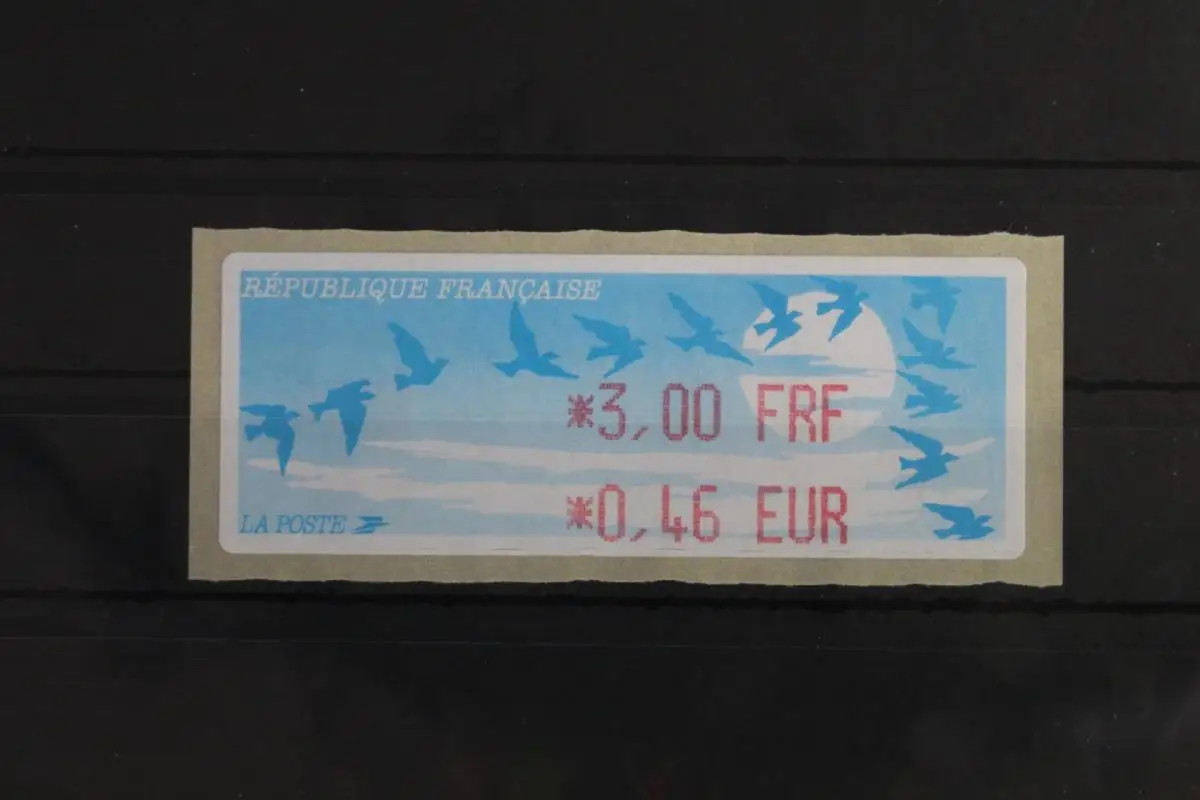 RÉPUBLIQUE FRANÇAISE
*3,00 FRF
*0,46 EUR
LA POSTE